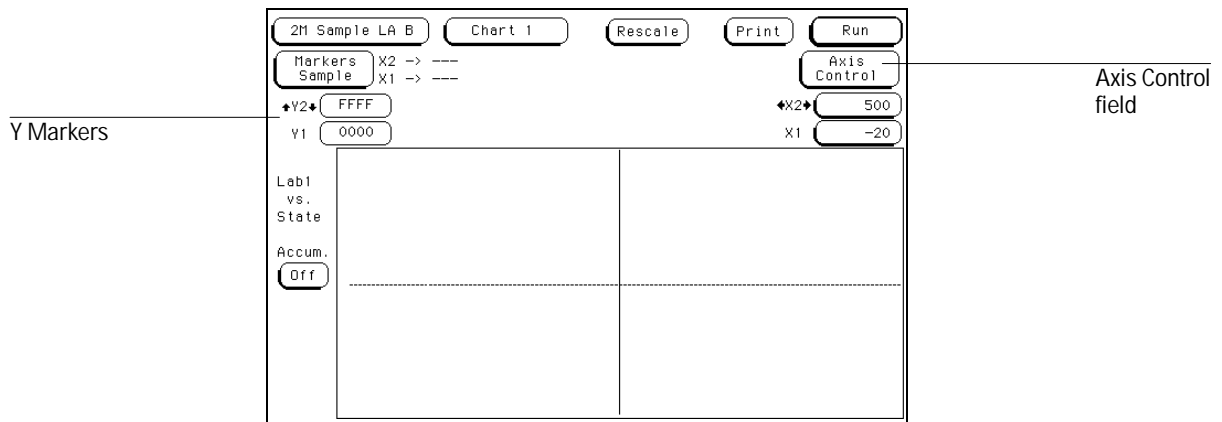 2M Sample LA B Chart 1 Rescale Print Run
Markers Sample X2 -> ---
X1 -> ---
Axis Control
Axis Control field
Y2 FFFF X2 500
Y Markers
Y1 0000 X1 -20
Lab1
vs.
State
Accum.
Off